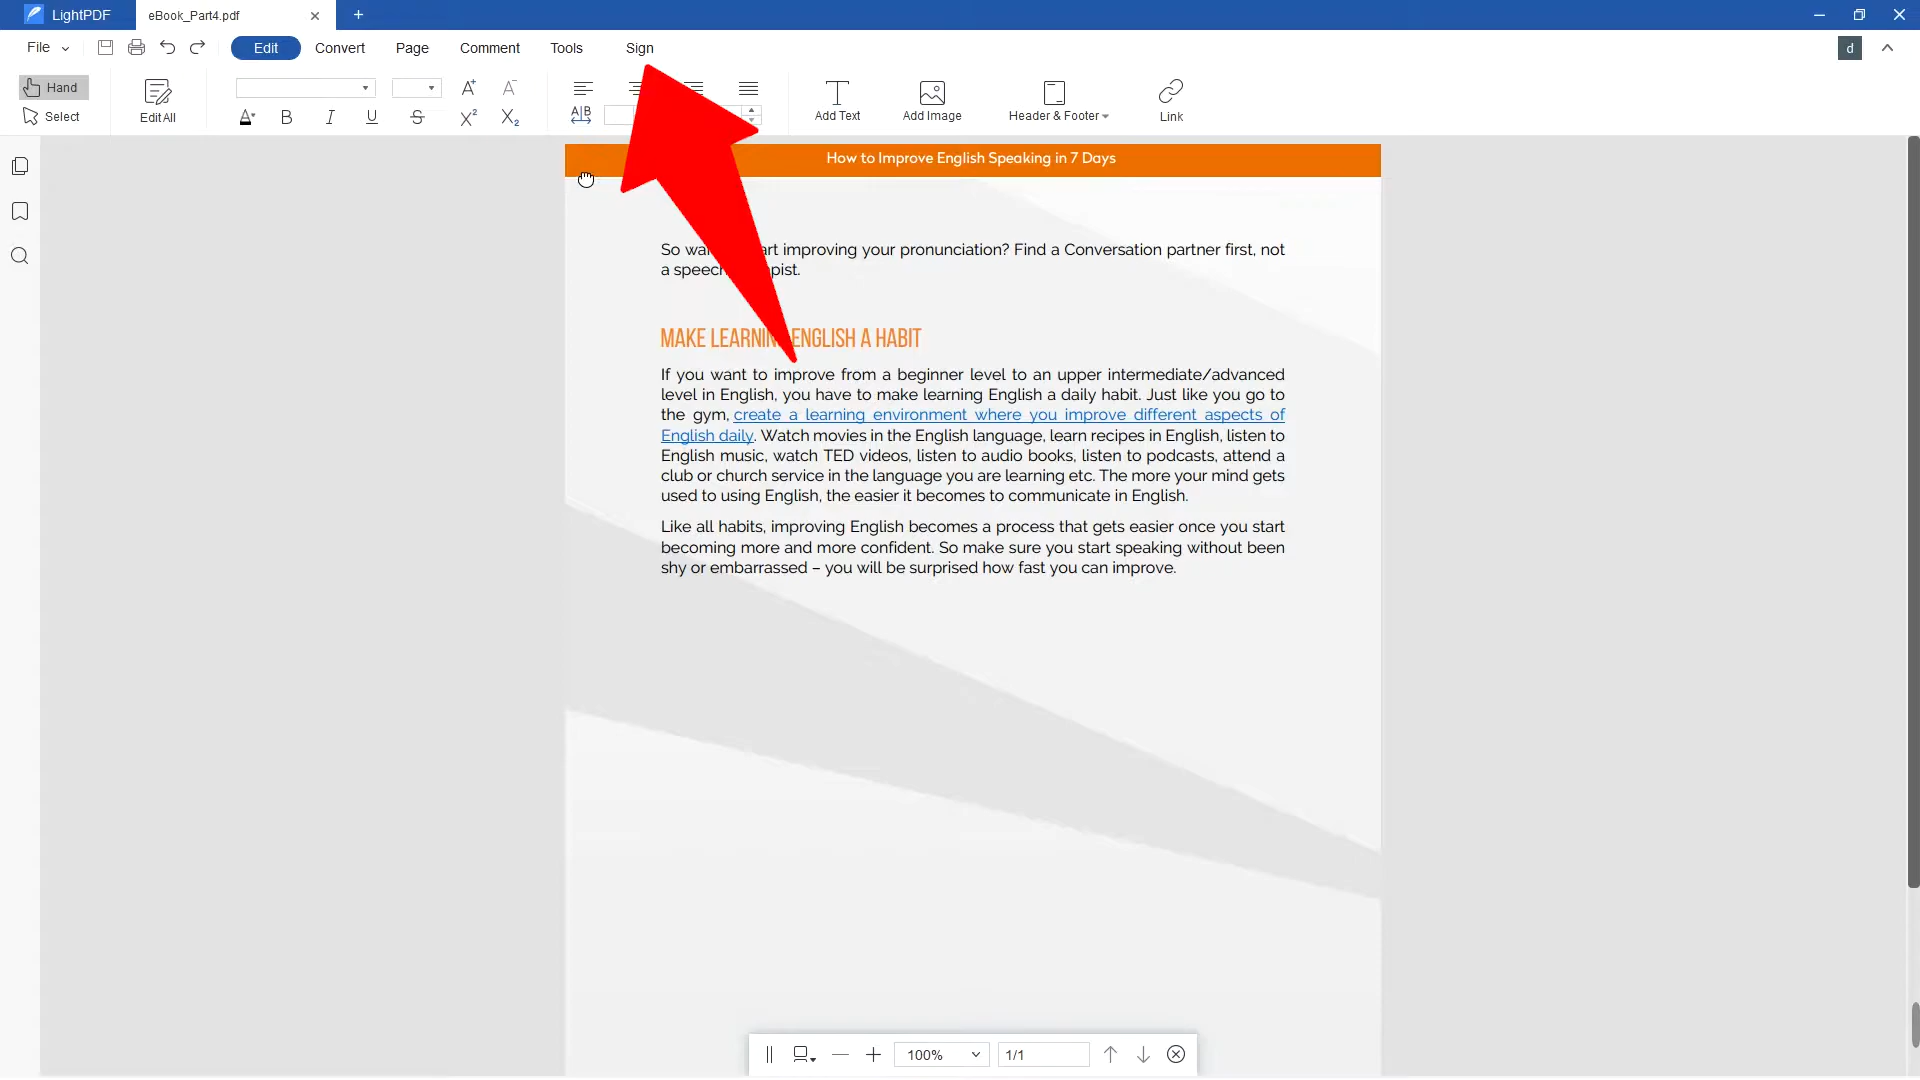 LightPDF
eBook_Part4.pdf
File
Edit
Convert
Page
Comment
Tools
Sign
d
Hand
Select
Edit All
Add Text
Add Image
Header & Footer
Link
How to Improve English Speaking in 7 Days
So improving your pronunciation? Find a Conversation partner first, not
a
MAKE ENGLISH A HABIT
If you want to improve from a beginner level to an upper intermediate/advanced
level in English, you have to make learning English a daily habit. Just like you go to
the gym, create a learning environment where you improve different aspects of
English daily. Watch movies in the English language, learn recipes in English, listen to
English music, watch TED videos, listen to audio books, listen to podcasts, attend a
club or church service in the language you are learning etc. The more your mind gets
used to using English, the easier it becomes to communicate in English.
Like all habits, improving English becomes a process that gets easier once you start
becoming more and more confident. So make sure you start speaking without been
shy or embarrassed – you will be surprised how fast you can improve.
100%
1/1